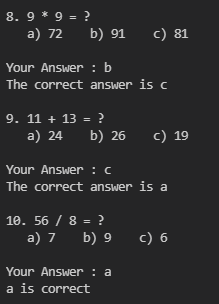 8. 9 * 9 = ?
a) 72 b) 91 c) 81
Your Answer : b
The correct answer is c
9. 11 + 13 = ?
a) 24 b) 26 c) 19
Your Answer : c
The correct answer is a
10. 56 / 8 = ?
a) 7 b) 9 c) 6
Your Answer : a
a is correct